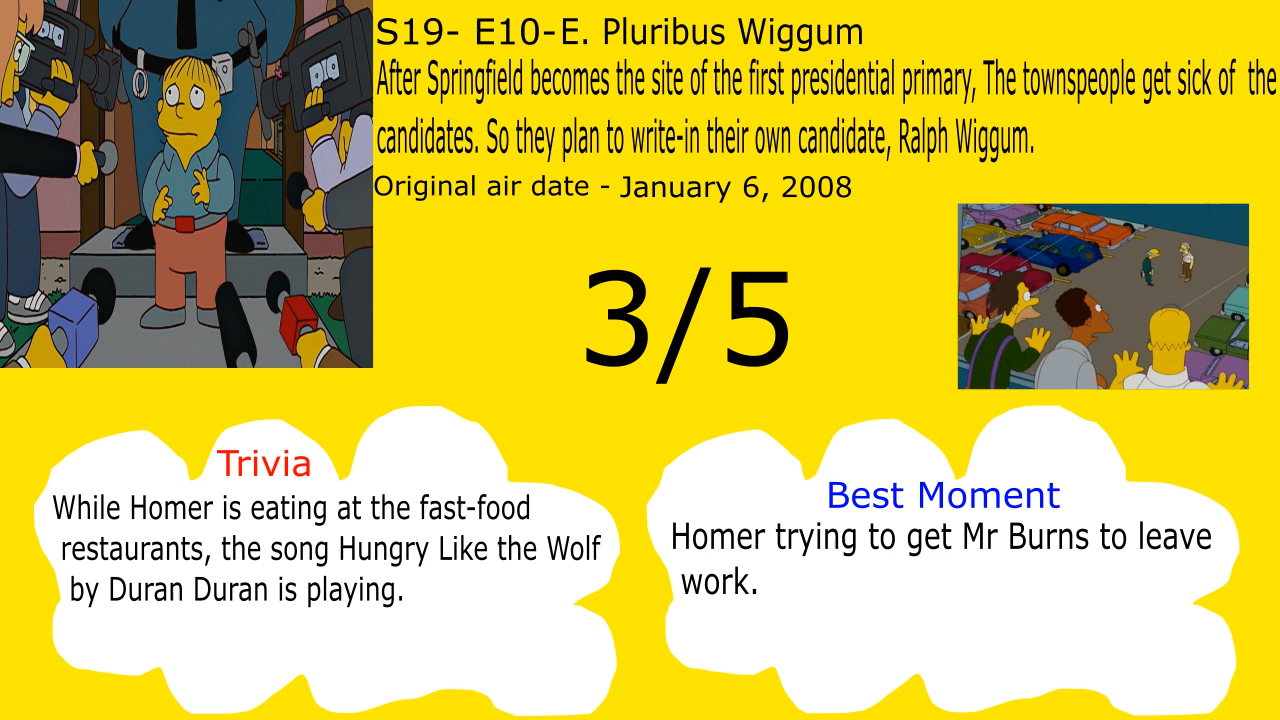 S19- E10-E. Pluribus Wiggum
After Springfield becomes the site of the first presidential primary, The townspeople get sick of the
candidates. So they plan to write-in their own candidate, Ralph Wiggum.
Original air date - January 6, 2008
3/5
Trivia
While Homer is eating at the fast-food
restaurants, the song Hungry Like the Wolf
by Duran Duran is playing.
Best Moment
Homer trying to get Mr Burns to leave
work.